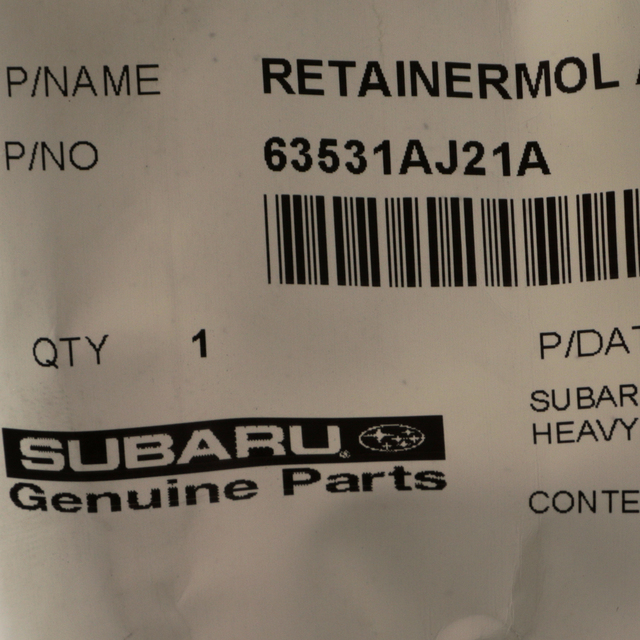 P/NAME RETAINERMOL
P/NO 63531AJ21A
QTY 1 P/DAT
SUBAR
HEAVY
SUBARU®
Genuine Parts
CONTE